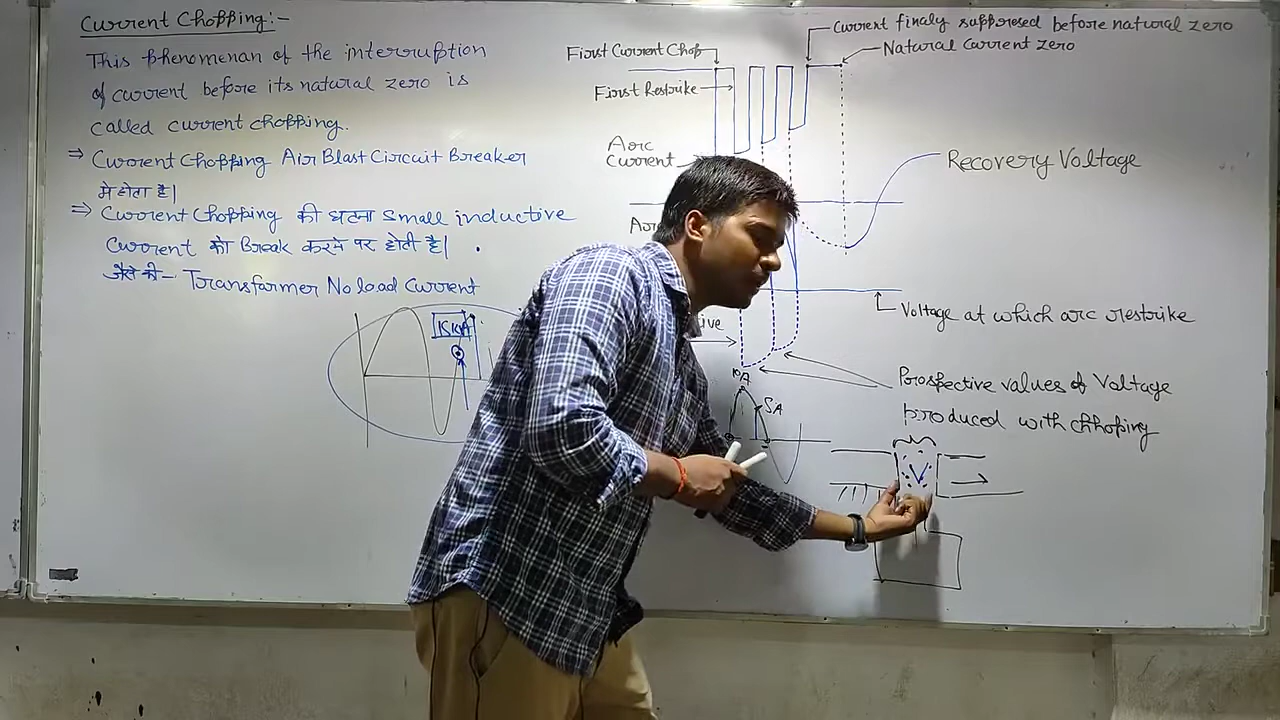 Current Chopping:-
This phenomenan of the interruption
of current before its natural zero is
called current chopping.
⇒ Current Chopping Air Blast Circuit Breaker
मे होता है।
⇒ Current Chopping की घटना small inductive
Current को Break करने पर होती है।
जैसे की- Transformer No load Current
15kA
Current finaly supporesed before natural zero
Natural Current zero
First Current Chop
First Restrike
Arc
Current
Recovery Voltage
Voltage at which arc restrike
Prospective values of Voltage
produced with chhoping
10A
5A
V